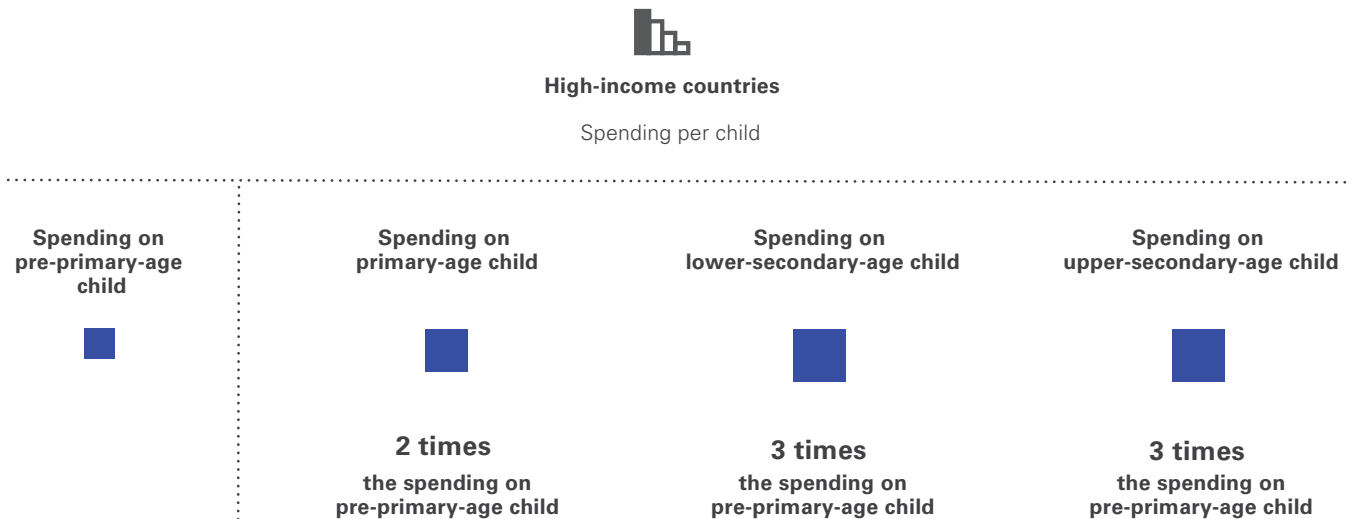 High-income countries
Spending per child
Spending on
pre-primary-age
child
Spending on
primary-age child
2 times
the spending on
pre-primary-age child
Spending on
lower-secondary-age child
3 times
the spending on
pre-primary-age child
Spending on
upper-secondary-age child
3 times
the spending on
pre-primary-age child